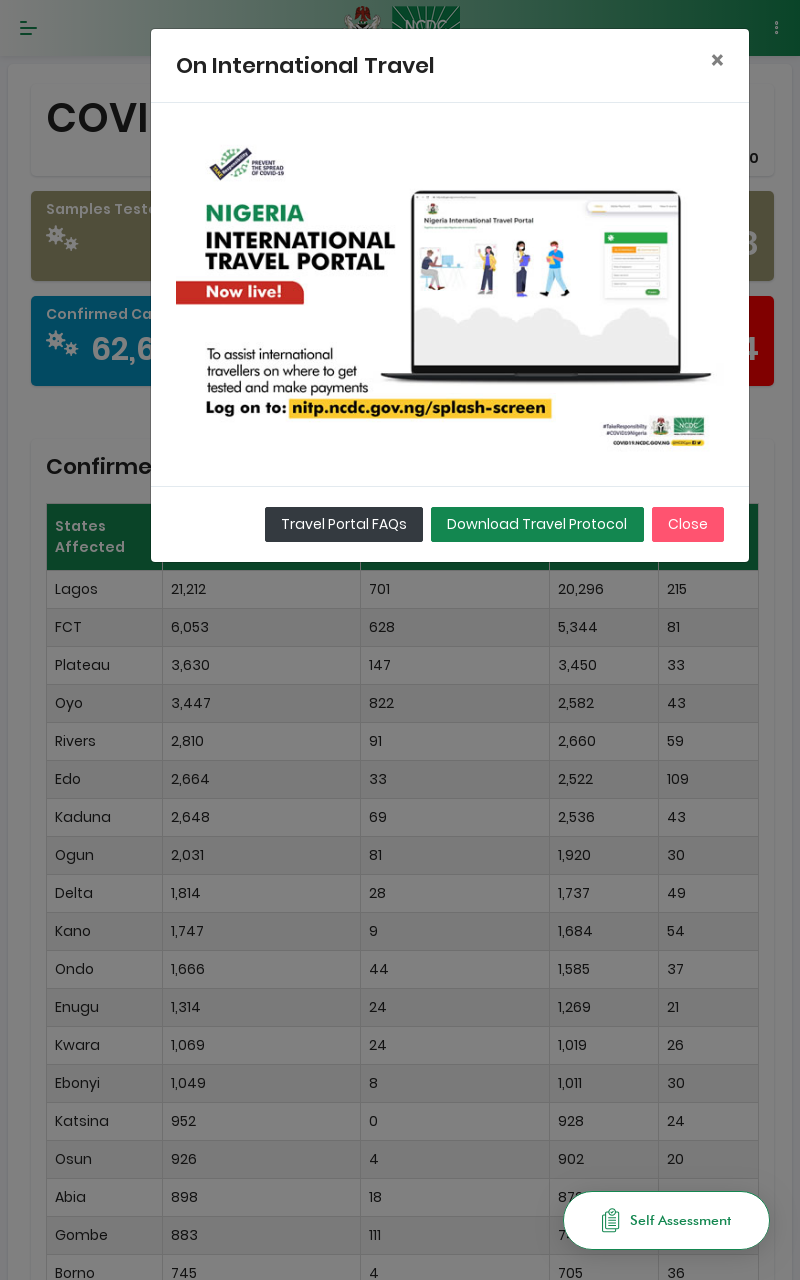 NCDC
On International Travel
×
COVI
0
PREVENT
THE SPREAD
OF COVID-19
Samples Teste
3
NIGERIA
INTERNATIONAL
TRAVEL PORTAL
Now live!
Nigeria International Travel Portal
Confirmed Ca
62,6
4
To assist international
travellers on where to get
tested and make payments
Log on to: nitp.ncdc.gov.ng/splash-screen
#TakeResponsibility
#COVID19Nigeria
NCDC
COVID19.NCDC.GOV.NG
Confirme
Travel Portal FAQs Download Travel Protocol Close
States
Affected
Lagos 21,212 701 20,296 215
FCT 6,053 628 5,344 81
Plateau 3,630 147 3,450 33
Oyo 3,447 822 2,582 43
Rivers 2,810 91 2,660 59
Edo 2,664 33 2,522 109
Kaduna 2,648 69 2,536 43
Ogun 2,031 81 1,920 30
Delta 1,814 28 1,737 49
Kano 1,747 9 1,684 54
Ondo 1,666 44 1,585 37
Enugu 1,314 24 1,269 21
Kwara 1,069 24 1,019 26
Ebonyi 1,049 8 1,011 30
Katsina 952 0 928 24
Osun 926 4 902 20
Abia 898 18 87
Gombe 883 111 7
Self Assessment
Borno 745 4 705 36